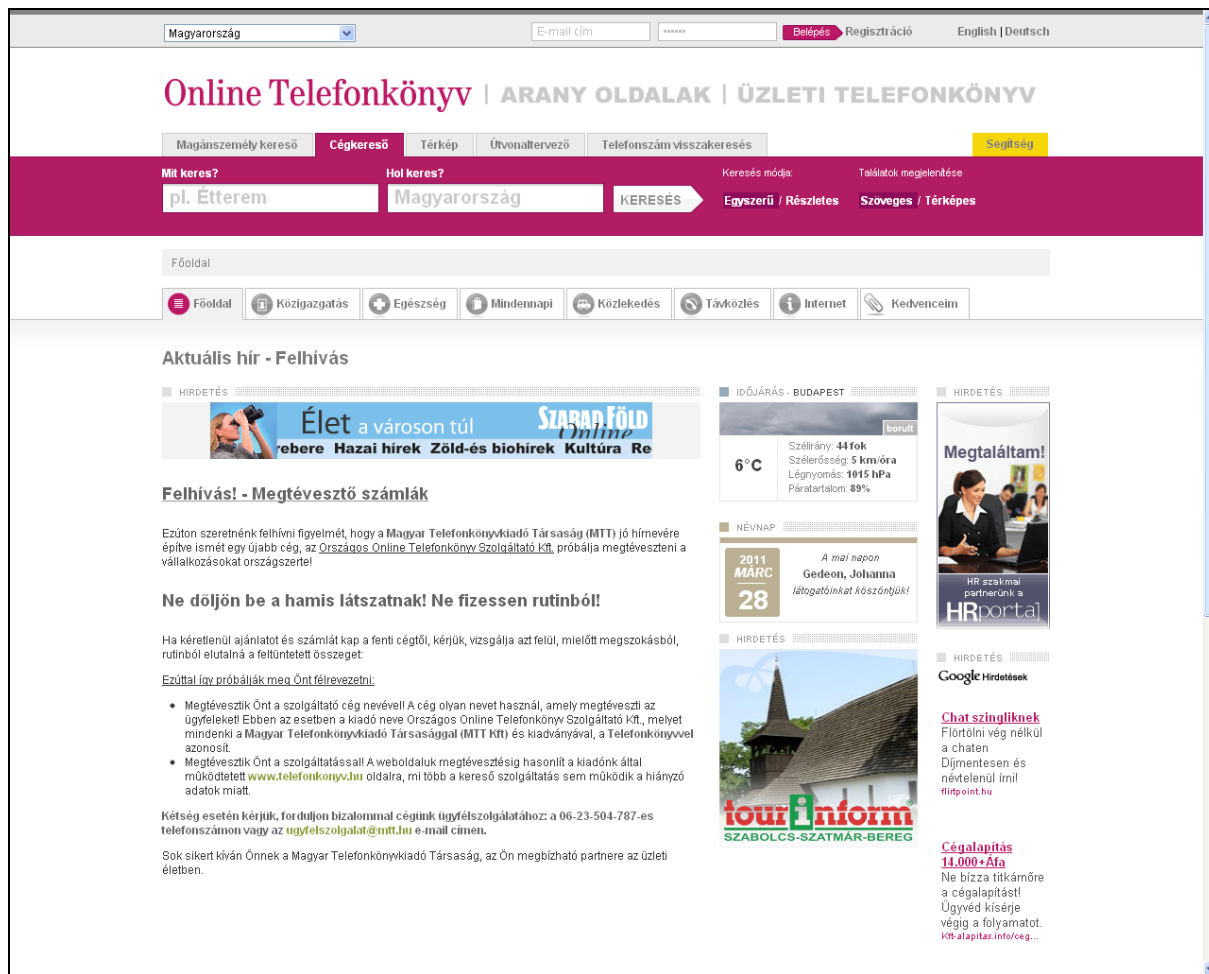 Magyarország
E-mail cím
Belépés
Regisztráció
English | Deutsch
Online Telefonkönyv | ARANY OLDALAK | ÜZLETI TELEFONKÖNYV
Magánszemély kereső
Cégkereső
Térkép
Útvonaltervező
Telefonszám visszakeresés
Segítség
Mit keres?
Hol keres?
Keresés módja:
Találatok megjelenítése
pl. Étterem
Magyarország
KERESÉS
Egyszerű / Részletes
Szöveges / Térképes
Főoldal
Főoldal
Közigazgatás
Egészség
Mindennapi
Közlekedés
Távközlés
Internet
Kedvenceim
Aktuális hír - Felhívás
HIRDETÉS
Élet a városon túl
SZABAD FÖLD
Online
rebere Hazai hírek Zöld-és biohírek Kultúra Re
Felhívás! - Megtévesztő számlák
Ezúton szeretnénk felhívni figyelmét, hogy a Magyar Telefonkönyvkiadó Társaság (MTT) jó hírnevére
építve ismét egy újabb cég, az Országos Online Telefonkönyv Szolgáltató Kft. próbálja megtéveszteni a
vállalkozásokat országszerte!
Ne dőljön be a hamis látszatnak! Ne fizessen rutinból!
Ha kéretlenül ajánlatot és számlát kap a fenti cégtől, kérjük, vizsgálja azt felül, mielőtt megszokásból,
rutinból elutalná a feltüntetett összeget:
Ezúttal így próbálják meg Önt félrevezetni:
• Megtévesztik Önt a szolgáltató cég nevével! A cég olyan nevet használ, amely megtéveszti az
ügyfeleket! Ebben az esetben a kiadó neve Országos Online Telefonkönyv Szolgáltató Kft., melyet
mindenki a Magyar Telefonkönyvkiadó Társasággal (MTT Kft) és kiadványával, a Telefonkönyvvel
azonosít.
• Megtévesztik Önt a szolgáltatással! A weboldaluk megtévesztésig hasonlít a kiadónk által
működtetett www.telefonkonyv.hu oldalra, mi több a kereső szolgáltatás sem működik a hiányzó
adatok miatt.
Kétség esetén kérjük, forduljon bizalommal cégünk ügyfélszolgálatához: a 06-23-504-787-es
telefonszámon vagy az ugyfelszolgalat@mtt.hu e-mail címen.
Sok sikert kíván Önnek a Magyar Telefonkönyvkiadó Társaság, az Ön megbízható partnere az üzleti
életben.
IDŐJÁRÁS - BUDAPEST
borult
6°C
Szélirány: 44 fok
Szélerősség: 5 km/óra
Légnyomás: 1015 hPa
Páratartalom: 89%
NÉVNAP
2011
MÁRC
28
A mai napon
Gedeon, Johanna
látogatóinkat köszöntjük!
HIRDETÉS
tourinform
SZABOLCS-SZATMÁR-BEREG
HIRDETÉS
Megtaláltam!
HR szakmai
partnerünk a
HRportal
HIRDETÉS
Google Hirdetések
Chat szingliknek
Flörtölni vég nélkül
a chaten
Díjmentesen és
névtelenül írni!
flirtpoint.hu
Cégalapítás
14.000+Áfa
Ne bízza titkárnőre
a cégalapítást!
Ügyvéd kísérje
végig a folyamatot.
Kft-alapitas.info/ceg...